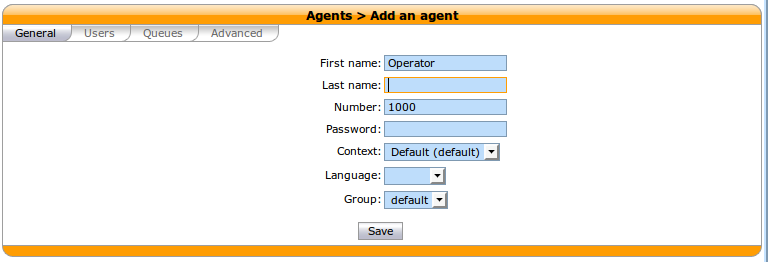 Agents > Add an agent
General Users Queues Advanced
First name: Operator
Last name:
Number: 1000
Password:
Context: Default (default)
Language:
Group: default
Save